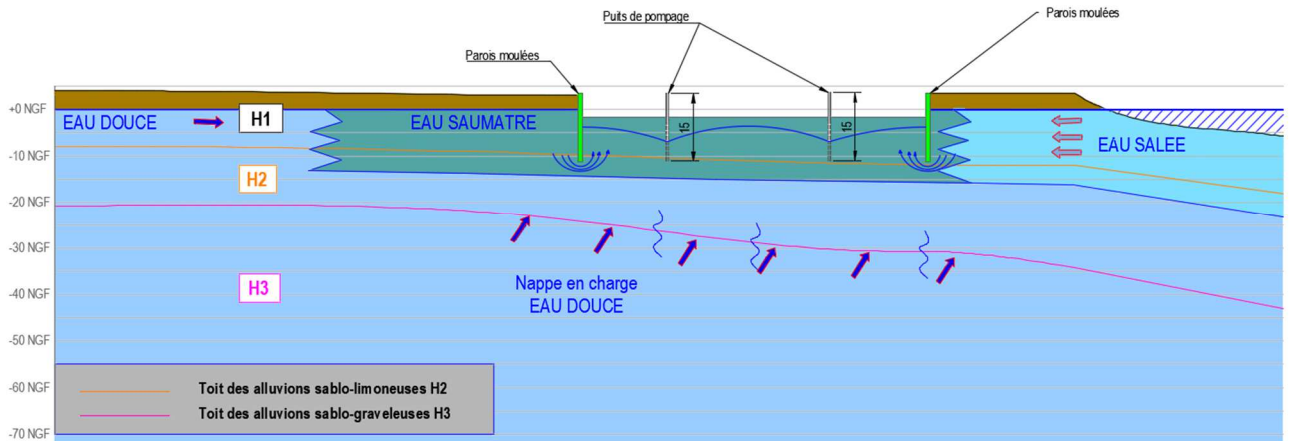 Puits de pompage
Parois moulées
Parois moulées
+0 NGF
-10 NGF
-20 NGF
-30 NGF
-40 NGF
-50 NGF
-60 NGF
-70 NGF
EAU DOUCE
H1
EAU SAUMATRE
15
15
EAU SALEE
H2
H3
Nappe en charge
EAU DOUCE
Toit des alluvions sablo-limoneuses H2
Toit des alluvions sablo-graveleuses H3